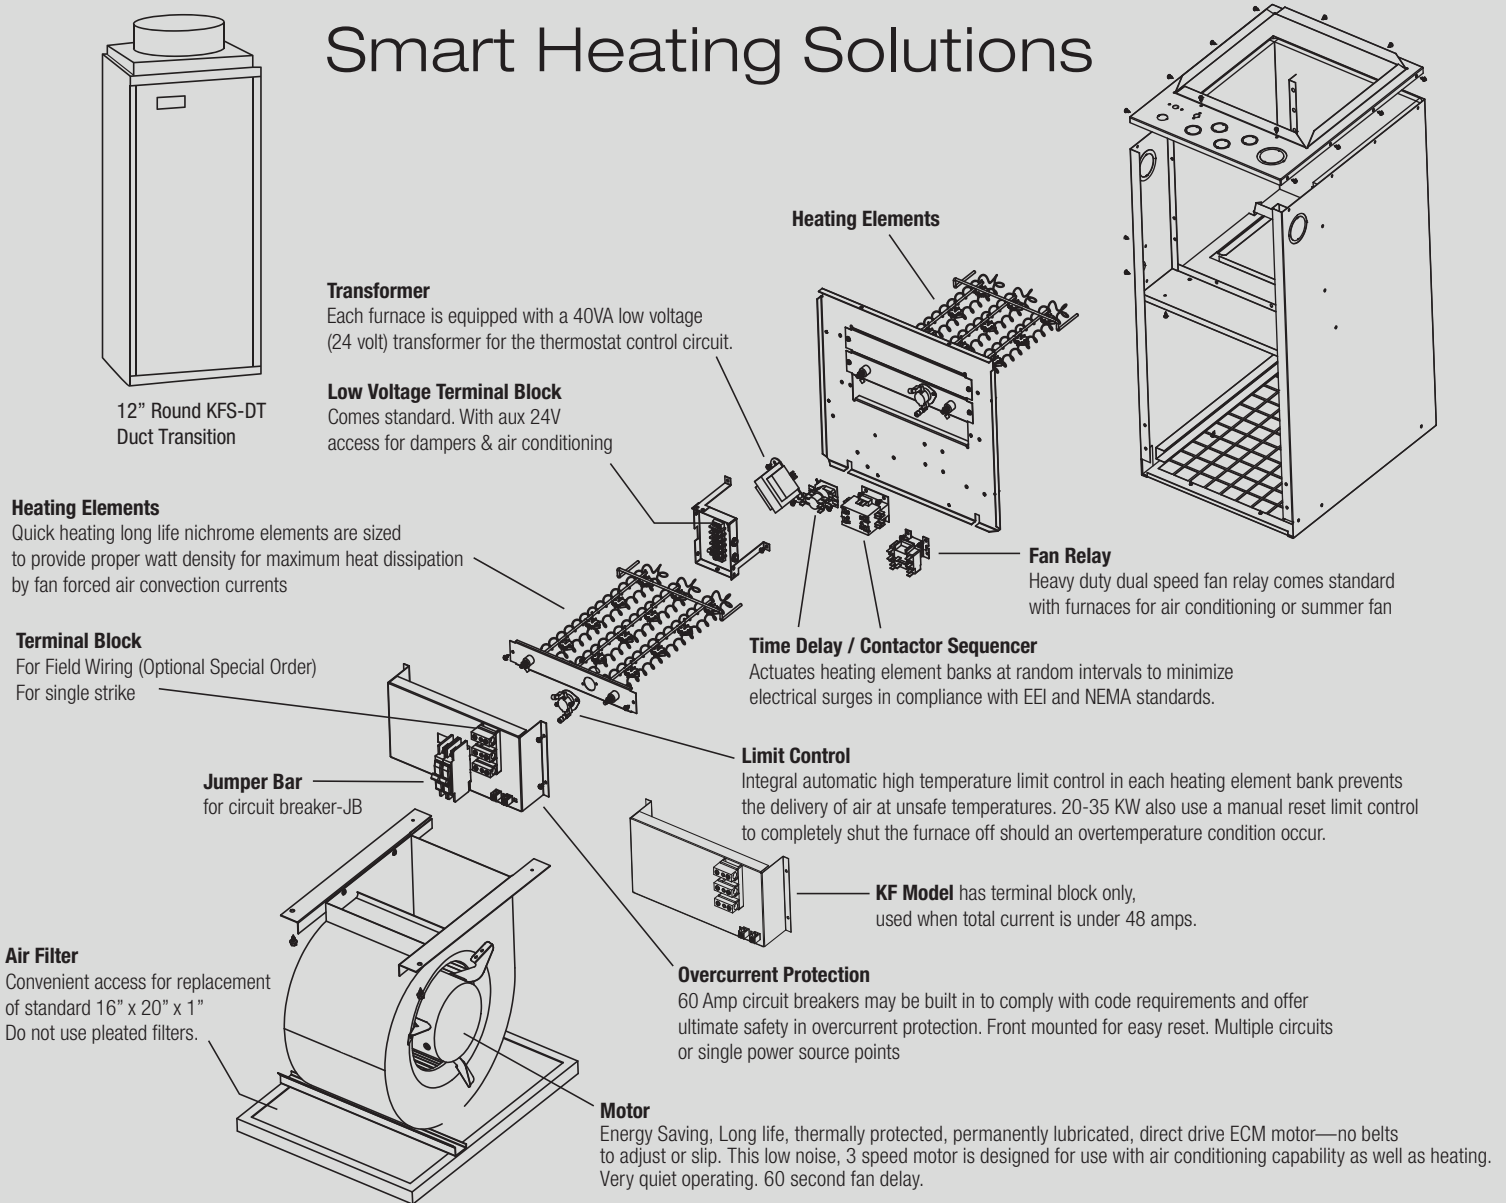 Smart Heating Solutions
12” Round KFS-DT
Duct Transition
Heating Elements
Transformer
Each furnace is equipped with a 40VA low voltage
(24 volt) transformer for the thermostat control circuit.
Low Voltage Terminal Block
Comes standard. With aux 24V
access for dampers & air conditioning
Heating Elements
Quick heating long life nichrome elements are sized
to provide proper watt density for maximum heat dissipation
by fan forced air convection currents
Fan Relay
Heavy duty dual speed fan relay comes standard
with furnaces for air conditioning or summer fan
Terminal Block
For Field Wiring (Optional Special Order)
For single strike
Time Delay / Contactor Sequencer
Actuates heating element banks at random intervals to minimize
electrical surges in compliance with EEI and NEMA standards.
Jumper Bar
for circuit breaker-JB
Limit Control
Integral automatic high temperature limit control in each heating element bank prevents
the delivery of air at unsafe temperatures. 20-35 KW also use a manual reset limit control
to completely shut the furnace off should an overtemperature condition occur.
KF Model has terminal block only,
used when total current is under 48 amps.
Air Filter
Convenient access for replacement
of standard 16” x 20” x 1”
Do not use pleated filters.
Overcurrent Protection
60 Amp circuit breakers may be built in to comply with code requirements and offer
ultimate safety in overcurrent protection. Front mounted for easy reset. Multiple circuits
or single power source points
Motor
Energy Saving, Long life, thermally protected, permanently lubricated, direct drive ECM motor—no belts
to adjust or slip. This low noise, 3 speed motor is designed for use with air conditioning capability as well as heating.
Very quiet operating. 60 second fan delay.